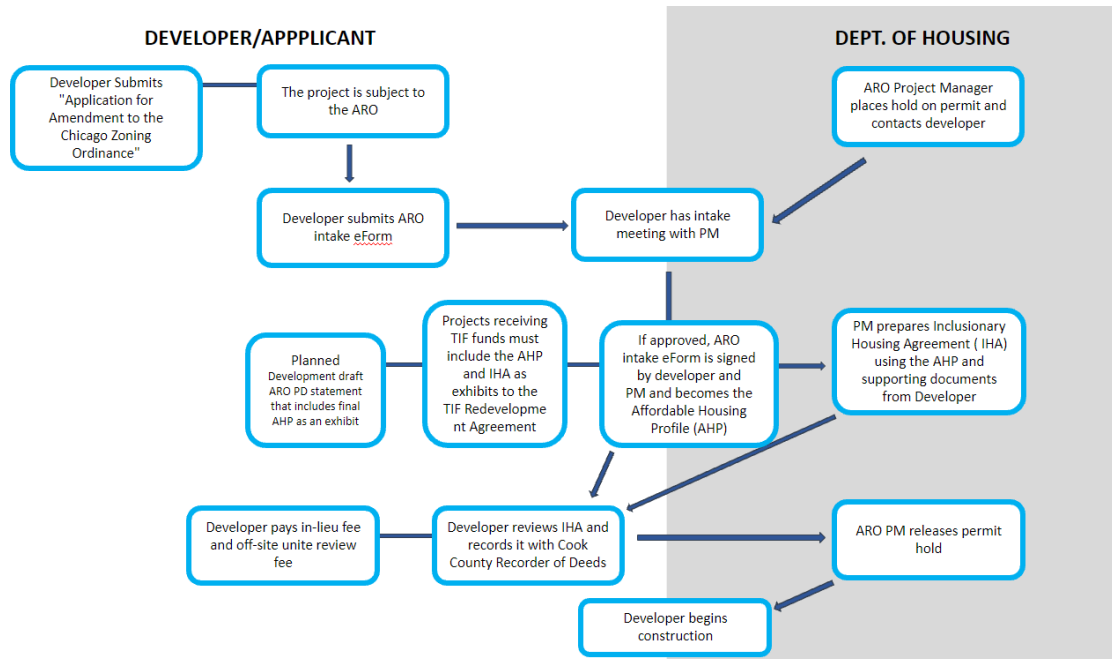 DEVELOPER/APPPLICANT
DEPT. OF HOUSING
Developer Submits
"Application for
Amendment to the
Chicago Zoning
Ordinance"
The project is subject to
the ARO
ARO Project Manager
places hold on permit and
contacts developer
Developer submits ARO
intake eForm
Developer has intake
meeting with PM
Planned
Development draft
ARO PD statement
that includes final
AHP as an exhibit
Projects receiving
TIF funds must
include the AHP
and IHA as
exhibits to the
TIF Redevelopme
nt Agreement
If approved, ARO
intake eForm is signed
by developer and
PM and becomes the
Affordable Housing
Profile (AHP)
PM prepares Inclusionary
Housing Agreement ( IHA)
using the AHP and
supporting documents
from Developer
Developer pays in-lieu fee
and off-site unite review
fee
Developer reviews IHA and
records it with Cook
County Recorder of Deeds
ARO PM releases permit
hold
Developer begins
construction